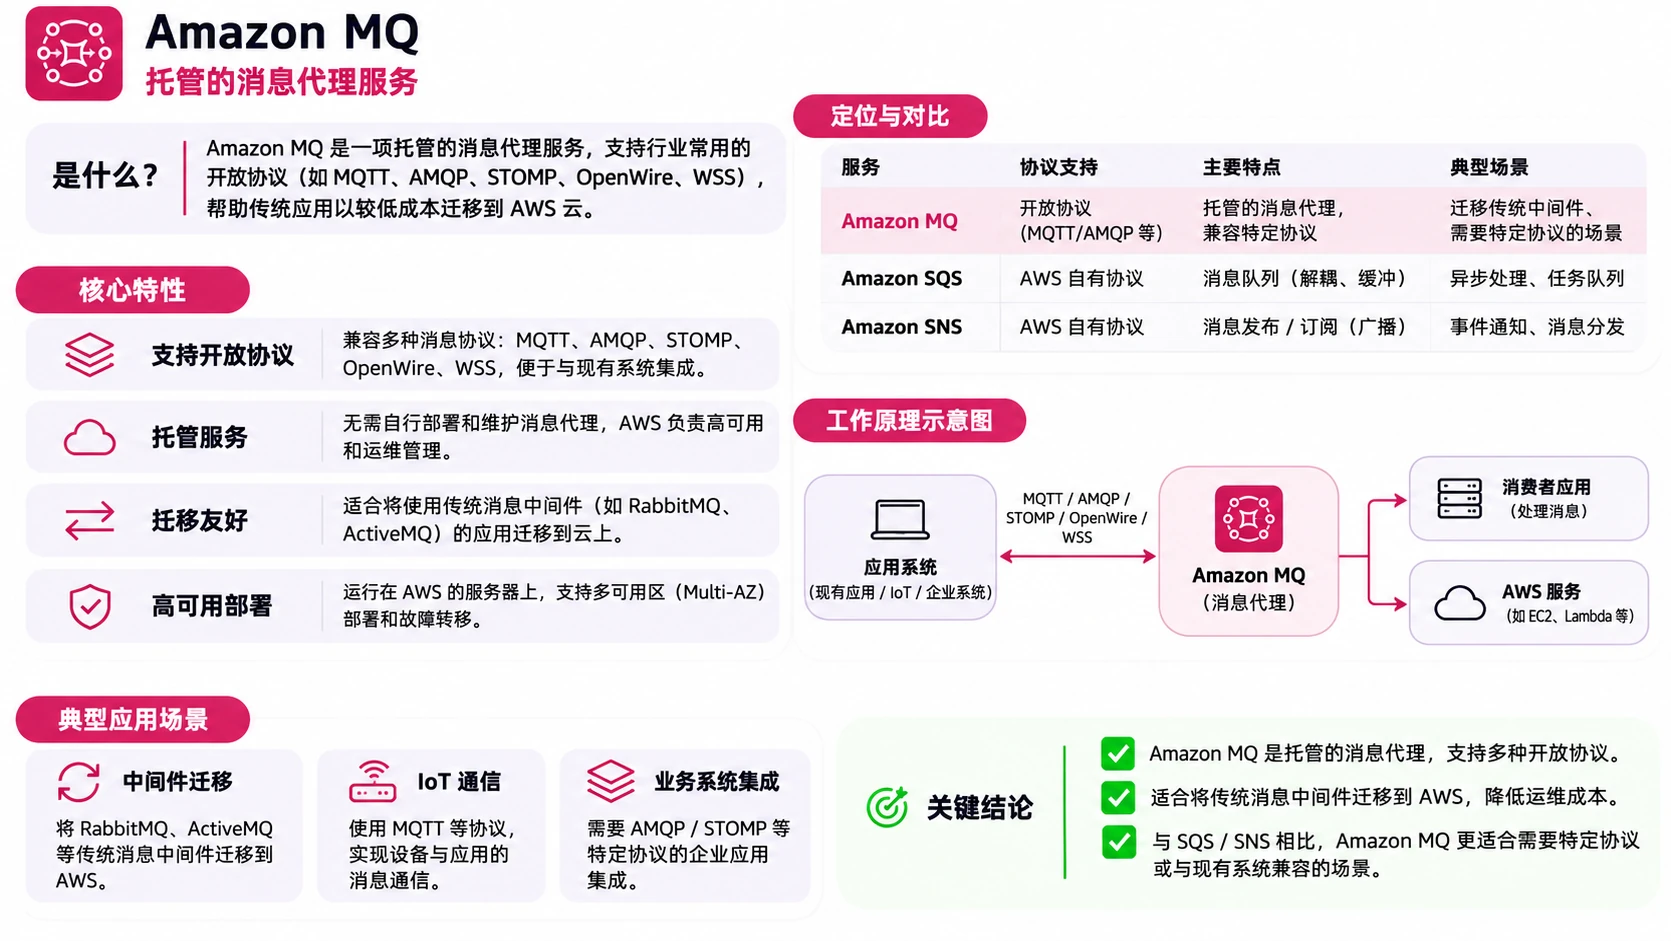 Amazon MQ
托管的消息代理服务
是什么？
Amazon MQ 是一项托管的消息代理服务，支持行业常用的
开放协议（如 MQTT、AMQP、STOMP、OpenWire、WSS），
帮助传统应用以较低成本迁移到 AWS 云。
核心特性
支持开放协议
兼容多种消息协议：MQTT、AMQP、STOMP、
OpenWire、WSS，便于与现有系统集成。
托管服务
无需自行部署和维护消息代理，AWS 负责高可用
和运维管理。
迁移友好
适合将使用传统消息中间件（如 RabbitMQ、
ActiveMQ）的应用迁移到云上。
高可用部署
运行在 AWS 的服务器上，支持多可用区（Multi-AZ）
部署和故障转移。
定位与对比
服务 协议支持 主要特点 典型场景
Amazon MQ
开放协议
(MQTT/AMQP 等)
托管的消息代理，
兼容特定协议
迁移传统中间件、
需要特定协议的场景
Amazon SQS AWS 自有协议 消息队列（解耦、缓冲） 异步处理、任务队列
Amazon SNS AWS 自有协议 消息发布 / 订阅（广播） 事件通知、消息分发
工作原理示意图
应用系统
(现有应用 / IoT / 企业系统)
MQTT / AMQP /
STOMP / OpenWire /
WSS
Amazon MQ
（消息代理）
消费者应用
（处理消息）
AWS 服务
（如 EC2、Lambda 等）
典型应用场景
中间件迁移
将 RabbitMQ、ActiveMQ
等传统消息中间件迁移到
AWS。
IoT 通信
使用 MQTT 等协议，
实现设备与应用的
消息通信。
业务系统集成
需要 AMQP / STOMP 等
特定协议的企业应用
集成。
关键结论
Amazon MQ 是托管的消息代理，支持多种开放协议。
适合将传统消息中间件迁移到 AWS，降低运维成本。
与 SQS / SNS 相比，Amazon MQ 更适合需要特定协议
或与现有系统兼容的场景。